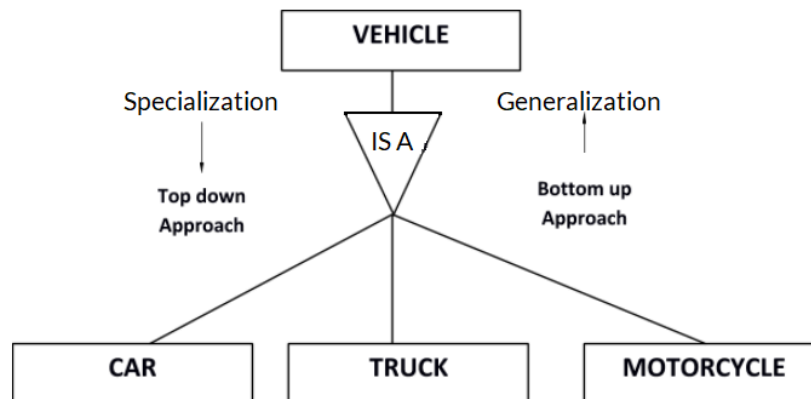 VEHICLE
Specialization
Generalization
IS A
Top down
Approach
Bottom up
Approach
CAR
TRUCK
MOTORCYCLE